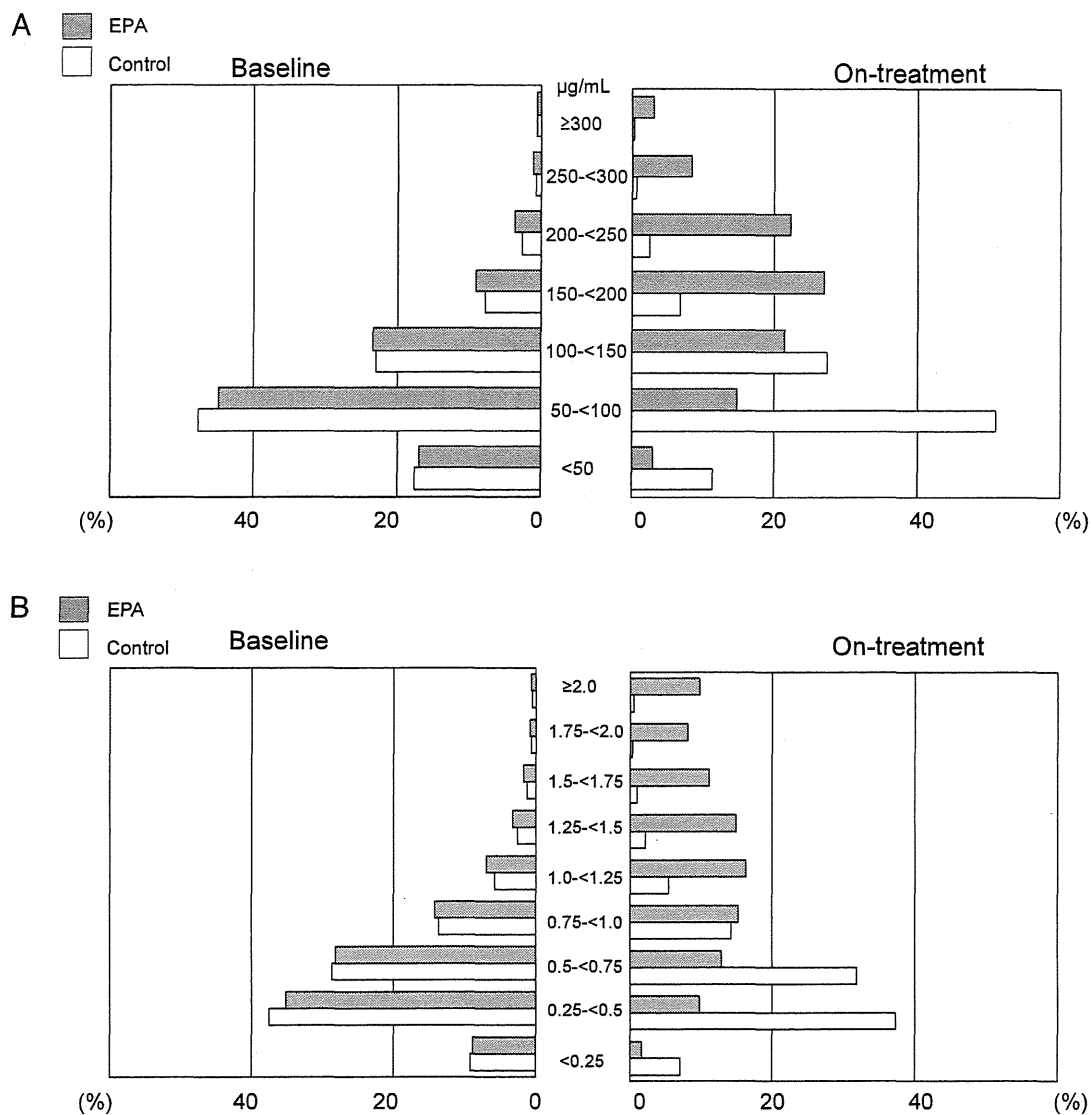 A
EPA
Control
Baseline
µg/mL
On-treatment
≥300
250-<300
200-<250
150-<200
100-<150
50-<100
<50
(%) 40 20 0 0 20 40 (%)
B
EPA
Control
Baseline
On-treatment
≥2.0
1.75-<2.0
1.5-<1.75
1.25-<1.5
1.0-<1.25
0.75-<1.0
0.5-<0.75
0.25-<0.5
<0.25
(%) 40 20 0 0 20 40 (%)